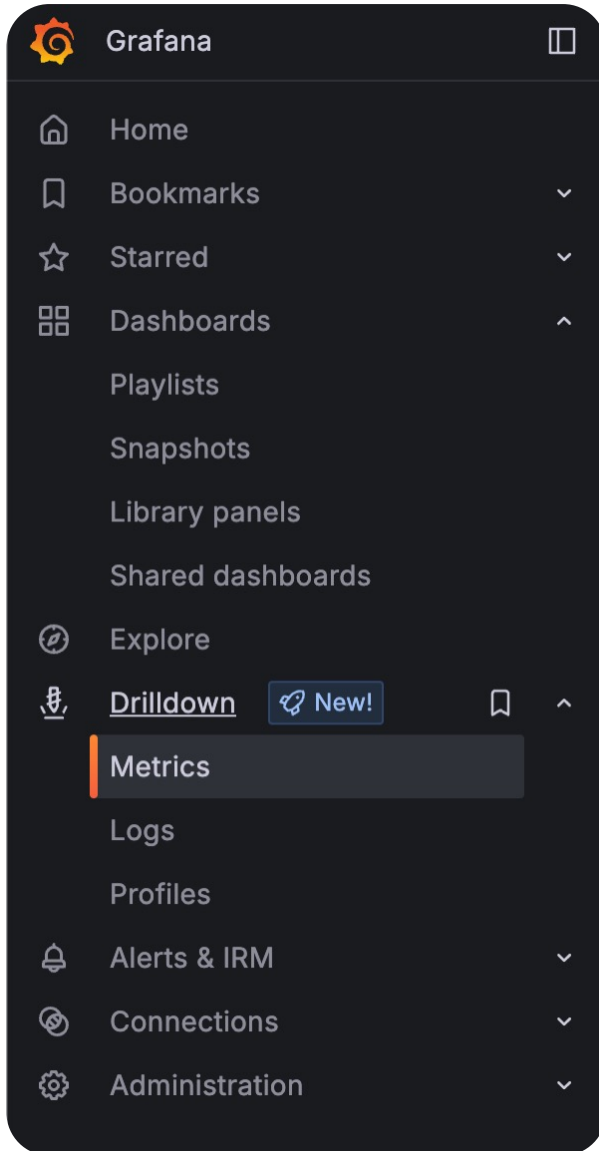 Grafana
Home
Bookmarks
Starred
Dashboards
Playlists
Snapshots
Library panels
Shared dashboards
Explore
Drilldown New!
Metrics
Logs
Profiles
Alerts & IRM
Connections
Administration